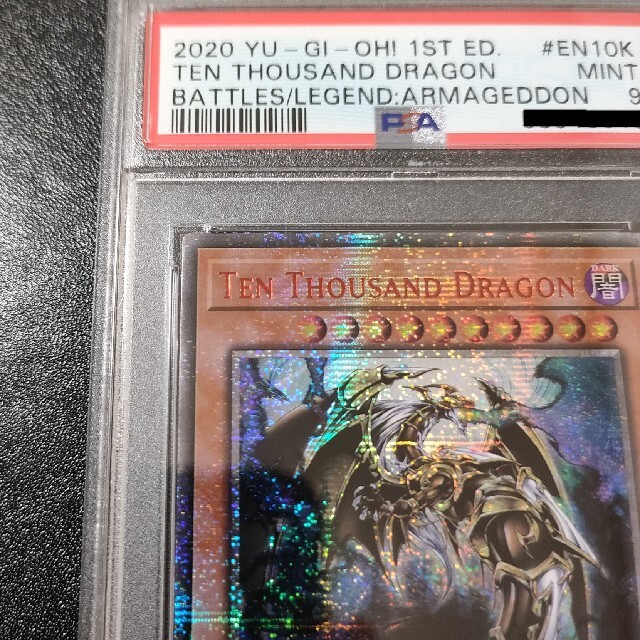 2020 YU-GI-OH! 1ST ED. #EN10K
TEN THOUSAND DRAGON MINT
BATTLES/LEGEND:ARMAGEDDON 9
PSA
TEN THOUSAND DRAGON
DARK
闇